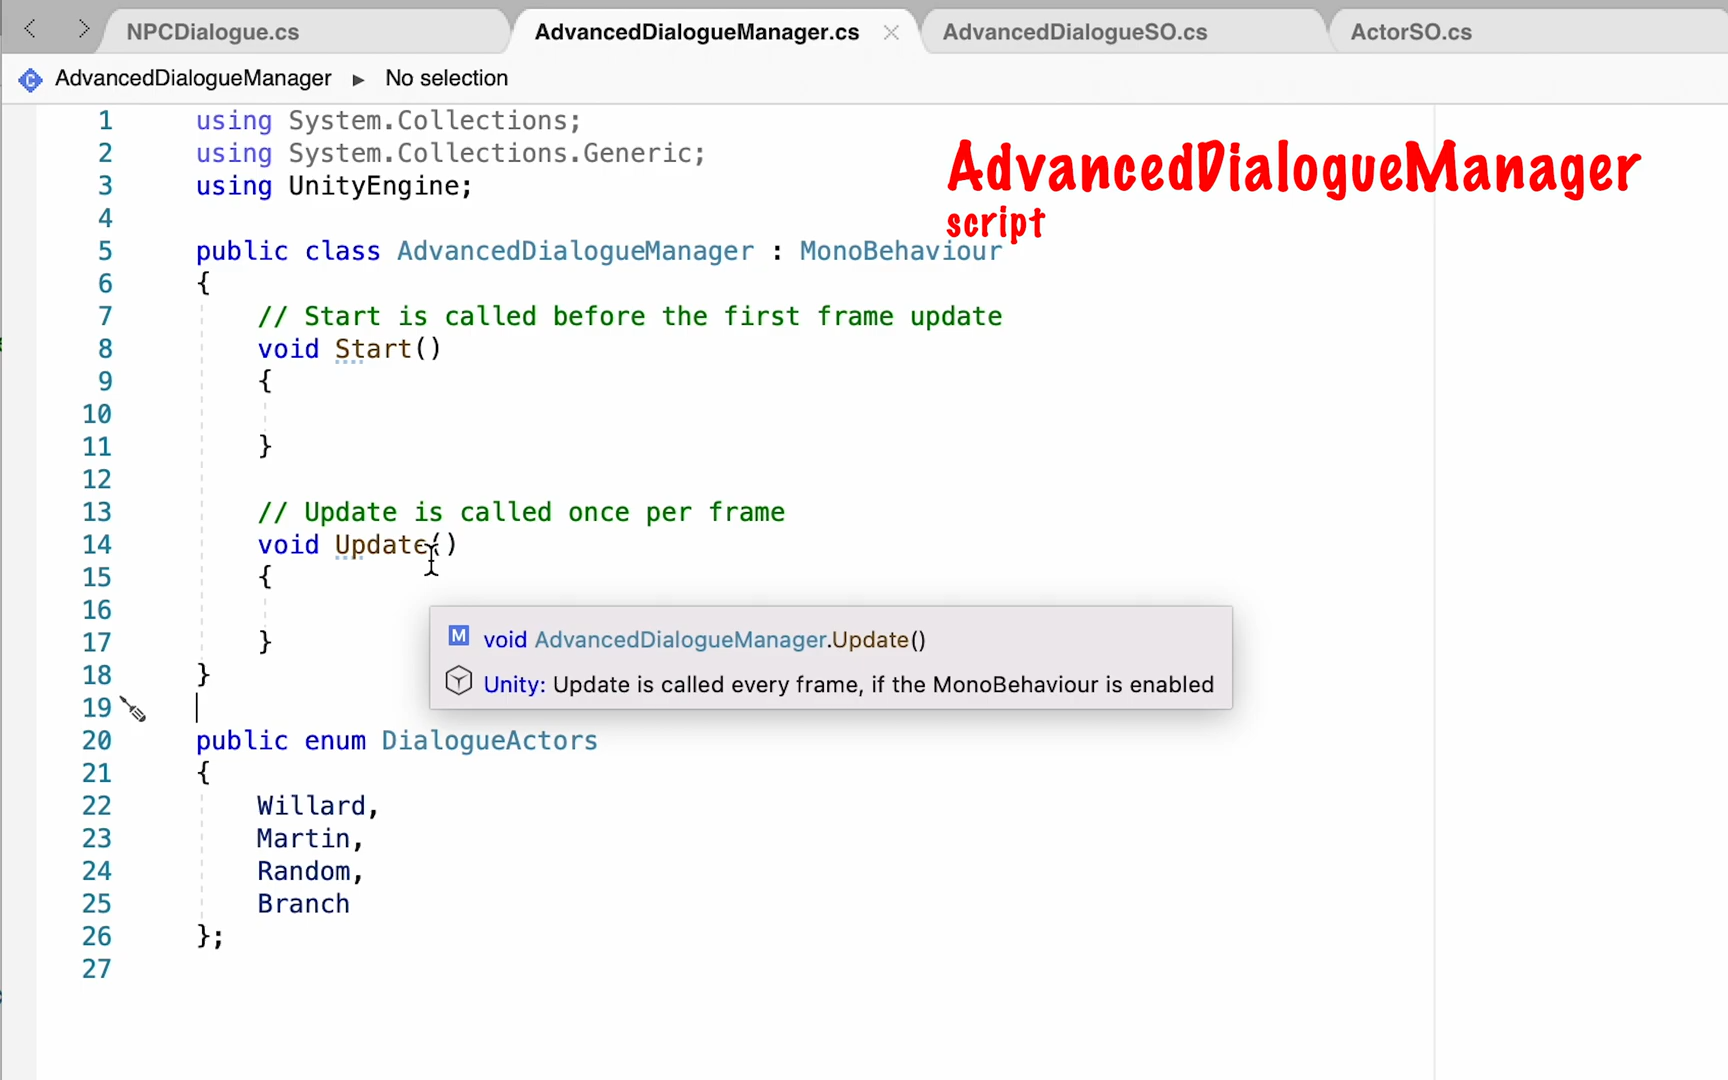 NPCDialogue.cs
AdvancedDialogueManager.cs
AdvancedDialogueSO.cs
ActorSO.cs
AdvancedDialogueManager ▸ No selection
AdvancedDialogueManager
script
1 using System.Collections;
2 using System.Collections.Generic;
3 using UnityEngine;
4
5 public class AdvancedDialogueManager : MonoBehaviour
6 {
7 // Start is called before the first frame update
8 void Start()
9 {
10
11 }
12
13 // Update is called once per frame
14 void Update()
15 {
16
17 }
18 }
19
20 public enum DialogueActors
21 {
22 Willard,
23 Martin,
24 Random,
25 Branch
26 };
27
M void AdvancedDialogueManager.Update()
Unity: Update is called every frame, if the MonoBehaviour is enabled